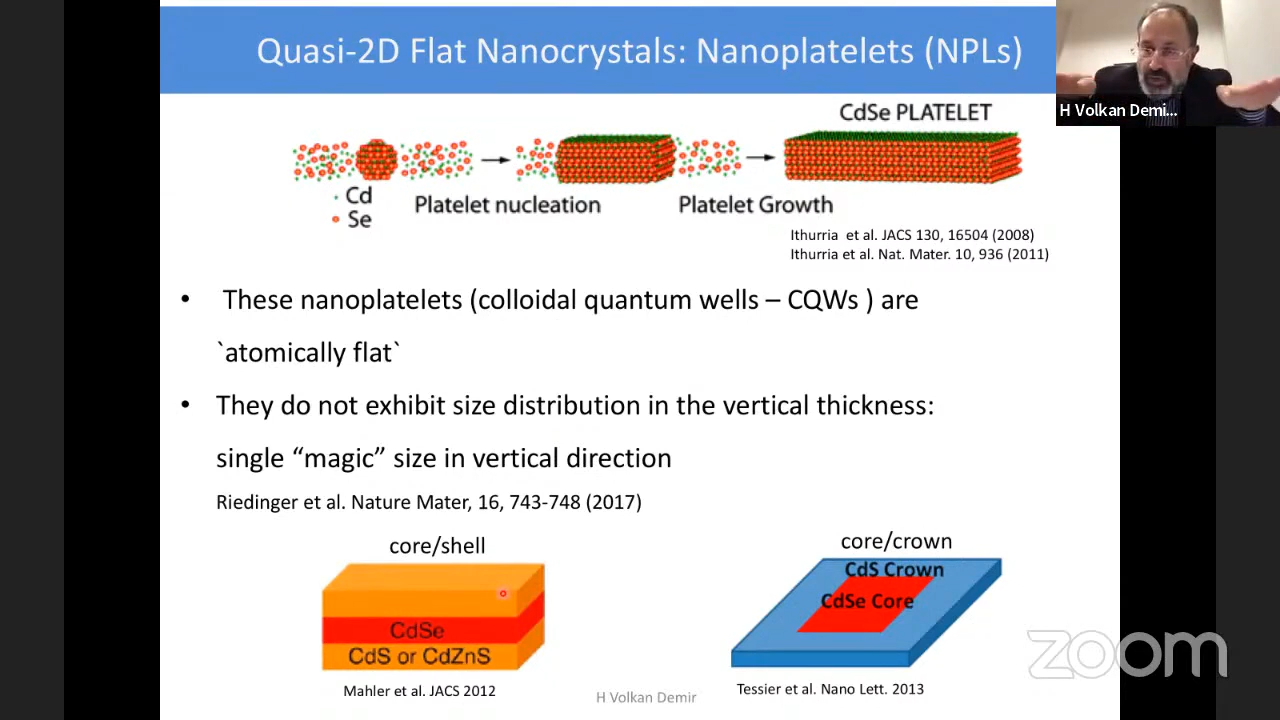 Quasi-2D Flat Nanocrystals: Nanoplatelets (NPLs)
H Volkan Demi...
CdSe PLATELET
Cd
Se
Platelet nucleation
Platelet Growth
Ithurria et al. JACS 130, 16504 (2008)
Ithurria et al. Nat. Mater. 10, 936 (2011)
• These nanoplatelets (colloidal quantum wells – CQWs ) are
`atomically flat`
• They do not exhibit size distribution in the vertical thickness:
single “magic” size in vertical direction
Riedinger et al. Nature Mater, 16, 743-748 (2017)
core/shell
CdSe
CdS or CdZnS
Mahler et al. JACS 2012
core/crown
CdS Crown
CdSe Core
Tessier et al. Nano Lett. 2013
H Volkan Demir
zoom